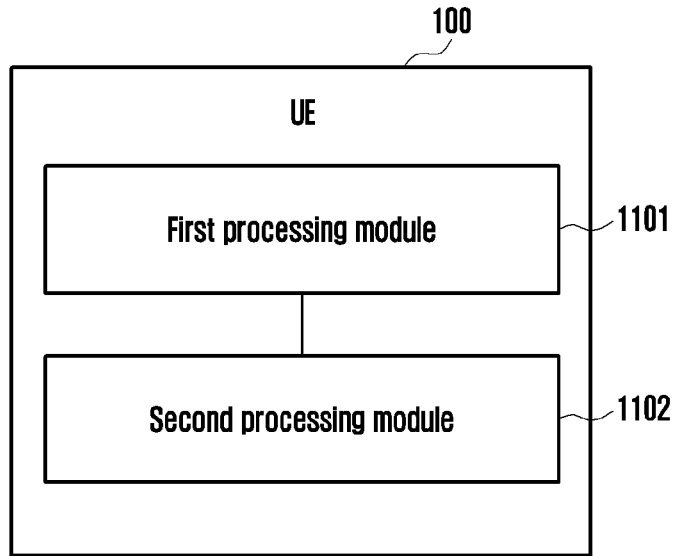 100
UE
First processing module
1101
Second processing module
1102